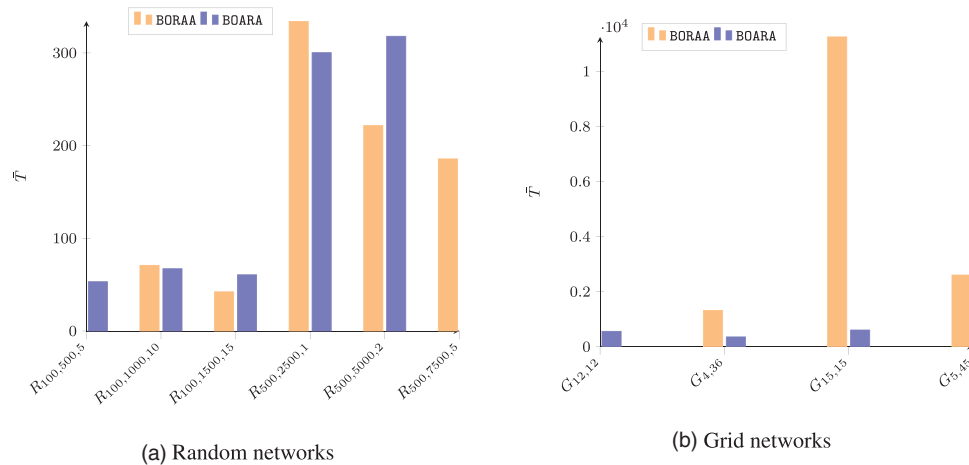 BORAA BOARA
300
200
100
0
T̄
R100,500,5
R100,1000,10
R100,1500,15
R500,2500,1
R500,5000,2
R500,7500,5
(a) Random networks
·10^4
BORAA BOARA
1
0.8
0.6
0.4
0.2
0
T̄
G12,12
G4,36
G15,15
G5,45
(b) Grid networks